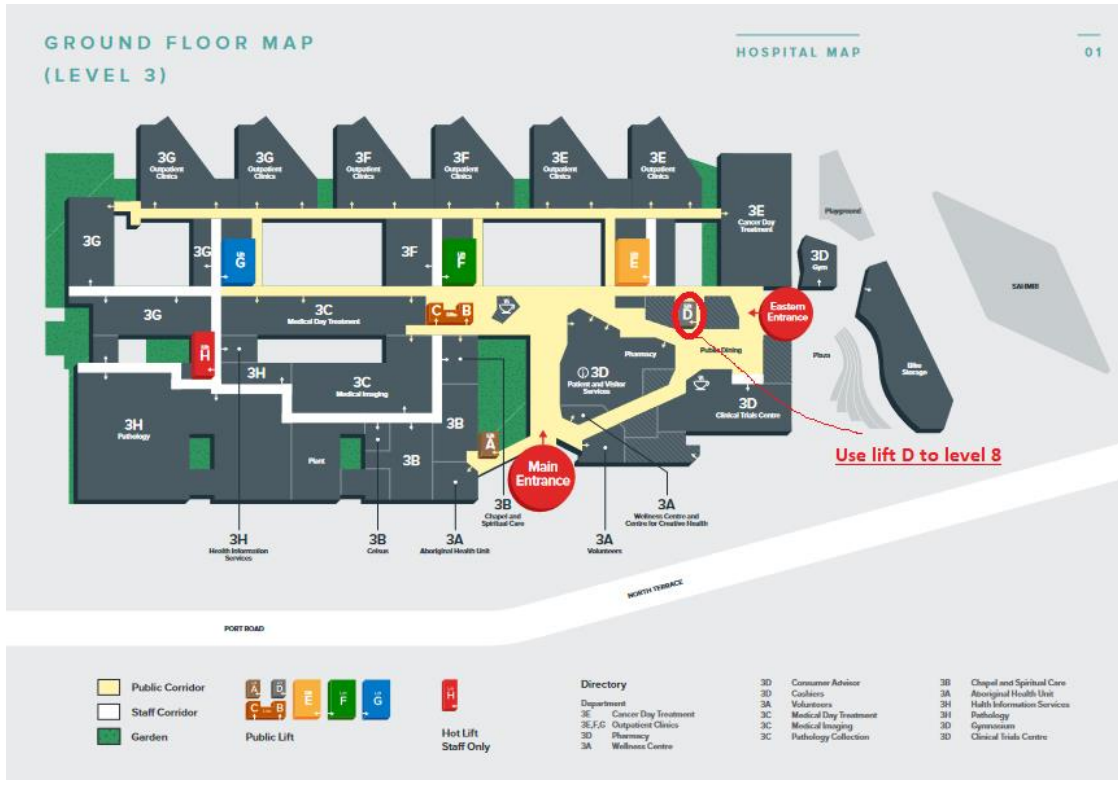 GROUND FLOOR MAP
(LEVEL 3)
HOSPITAL MAP
01
3G
Outpatient
Clinics
3G
Outpatient
Clinics
3F
Outpatient
Clinics
3F
Outpatient
Clinics
3E
Outpatient
Clinics
3E
Outpatient
Clinics
3E
Cancer Day
Treatment
Playground
3D
Gym
SAHMRI
3G
3G
G
3F
F
E
3G
3C
Medical Day Treatment
C
B
D
Eastern
Entrance
H
3H
3C
Medical Imaging
Pharmacy
Public Dining
Plaza
Bike
Storage
3D
Patient and Visitor
Services
3D
Clinical Trials Centre
3H
Pathology
Plant
3B
3B
A
Main
Entrance
Use lift D to level 8
3H
Health Information
Services
3B
Celsus
3A
Aboriginal Health Unit
3B
Chapel and
Spiritual Care
3A
Volunteers
3A
Wellness Centre and
Centre for Creative Health
NORTH TERRACE
PORT ROAD
Public Corridor
Staff Corridor
Garden
A
D
C
B
E
F
G
Public Lift
H
Hot Lift
Staff Only
Directory
Department
3E Cancer Day Treatment
3E,F,G Outpatient Clinics
3D Pharmacy
3A Wellness Centre
3D Consumer Advisor
3D Cashiers
3A Volunteers
3C Medical Day Treatment
3C Medical Imaging
3C Pathology Collection
3B Chapel and Spiritual Care
3A Aboriginal Health Unit
3H Halth Information Services
3H Pathology
3D Gymnasium
3D Clinical Trials Centre